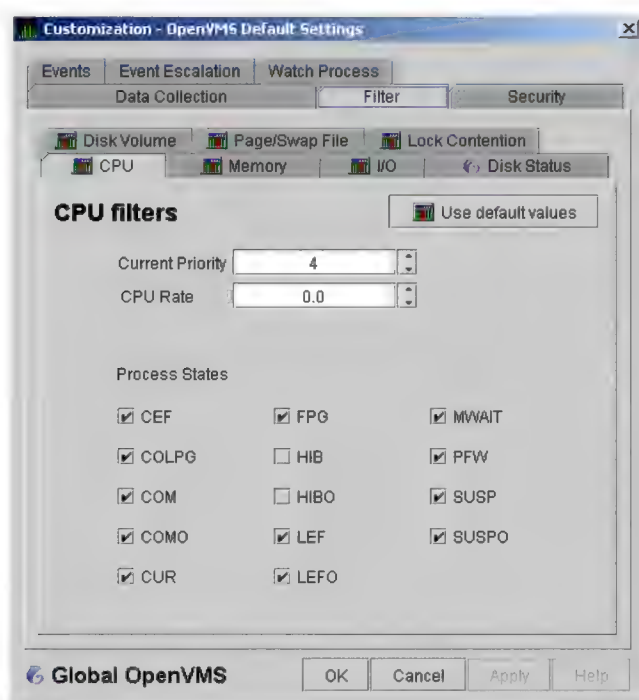 Customization - OpenVMS Default Settings
Events Event Escalation Watch Process
Data Collection Filter Security
Disk Volume Page/Swap File Lock Contention
CPU Memory I/O Disk Status
CPU filters Use default values
Current Priority 4
CPU Rate 0.0
Process States
CEF FPG MWAIT
COLPG HIB PFW
COM HIBO SUSP
COMO LEF SUSPO
CUR LEFO
Global OpenVMS OK Cancel Apply Help